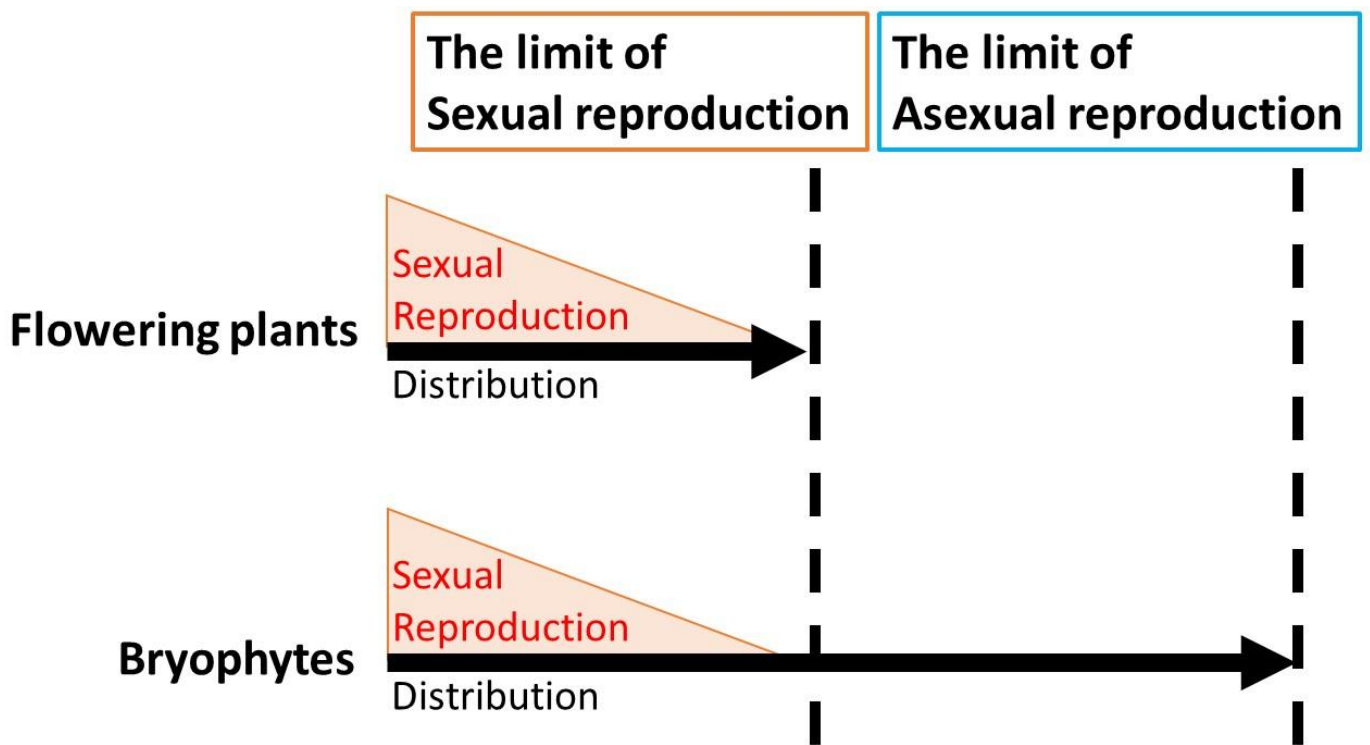 The limit of
Sexual reproduction
The limit of
Asexual reproduction
Sexual
Reproduction
Flowering plants
Distribution
Sexual
Reproduction
Bryophytes
Distribution